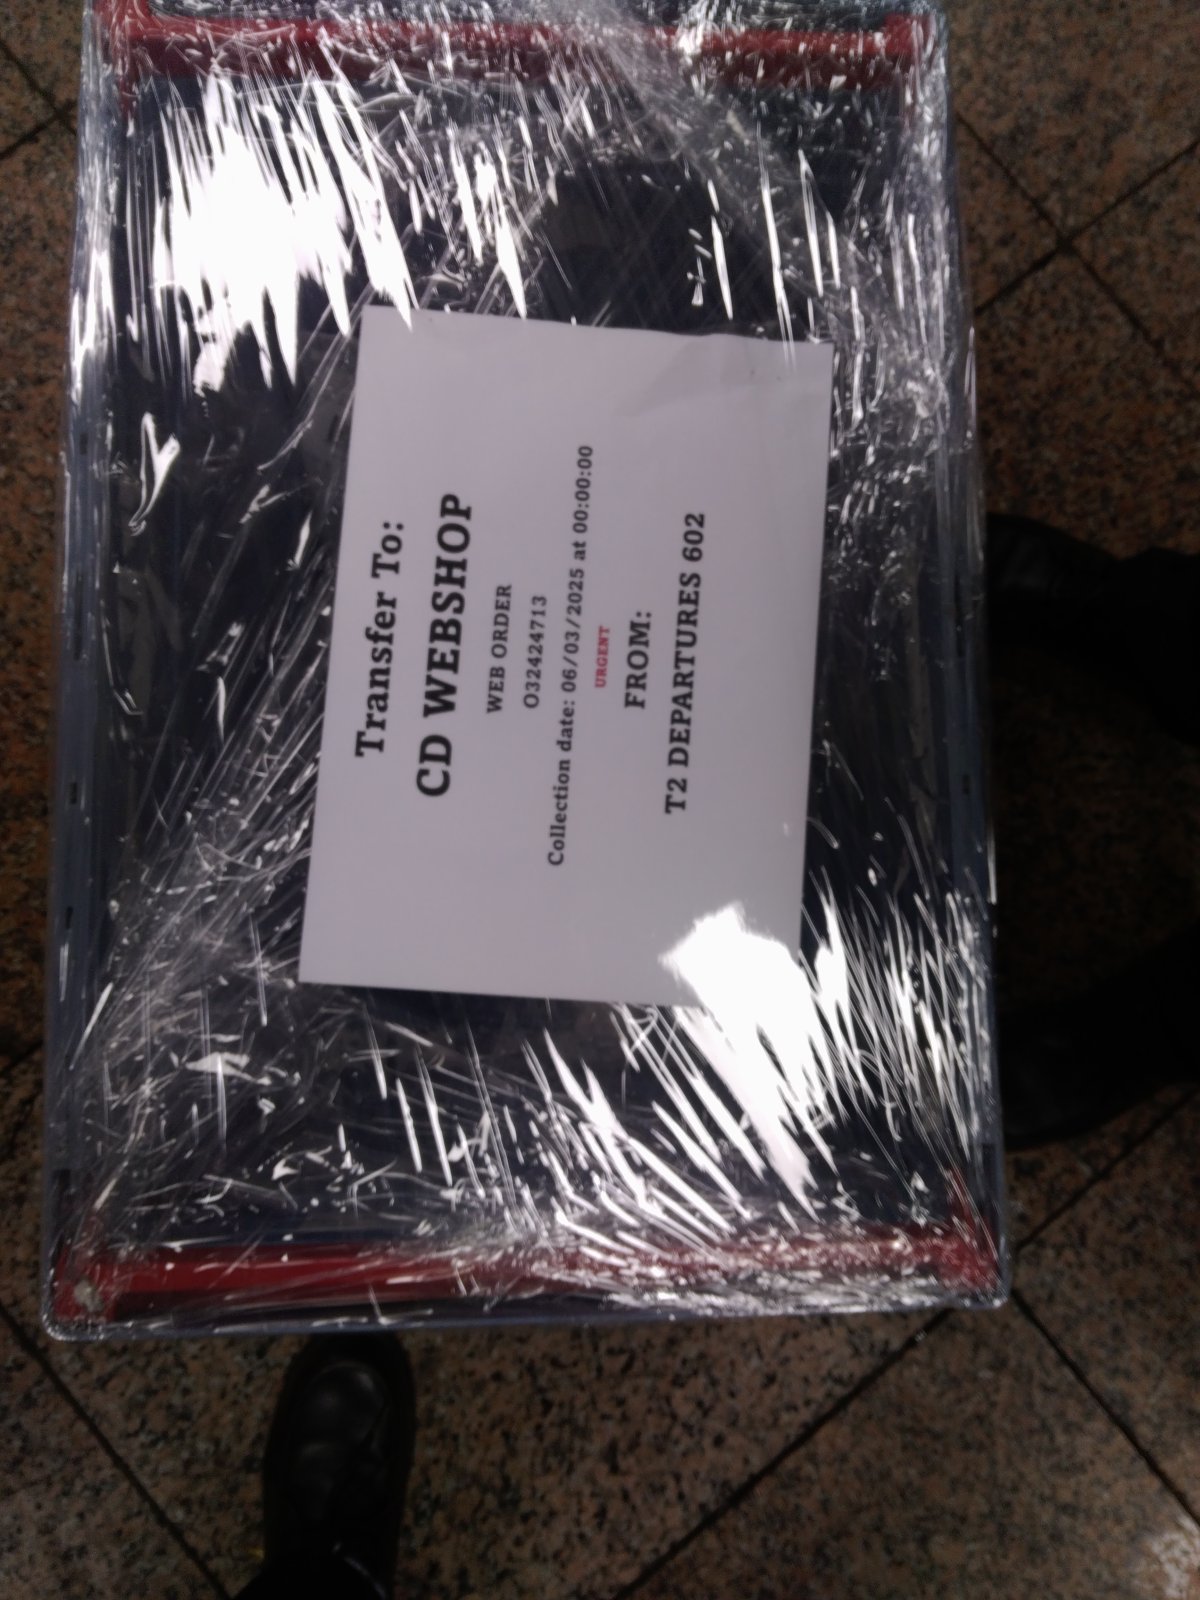 Transfer To:
CD WEBSHOP
WEB ORDER
O32424713
Collection date: 06/03/2025 at 00:00:00
URGENT
FROM:
T2 DEPARTURES 602